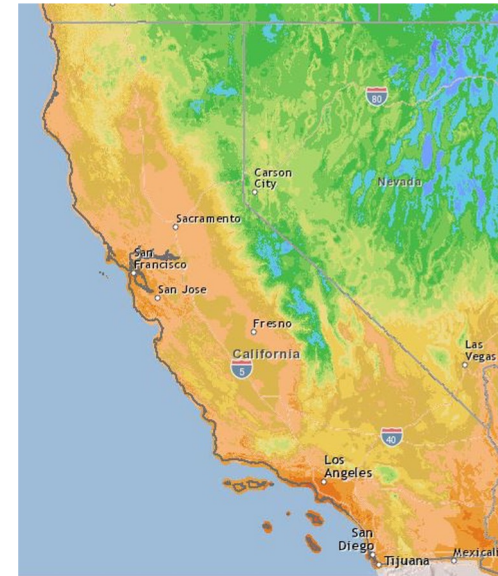 80
Carson
City
Nevada
Sacramento
San
Francisco
San Jose
Fresno
California
5
Las
Vegas
40
Los
Angeles
San
Diego
Tijuana
Mexicali